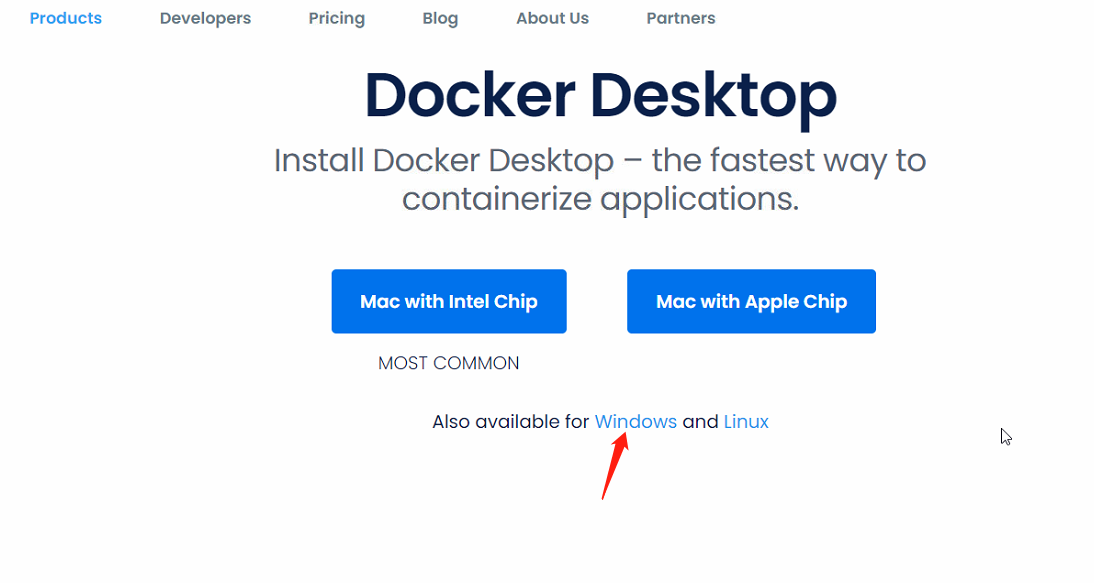 Products Developers Pricing Blog About Us Partners
Docker Desktop
Install Docker Desktop – the fastest way to
containerize applications.
Mac with Intel Chip Mac with Apple Chip
MOST COMMON
Also available for Windows and Linux